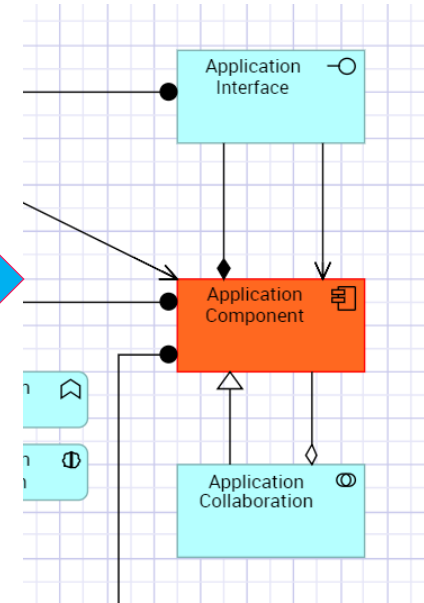 Application
Interface
Application
Component
Application
Collaboration